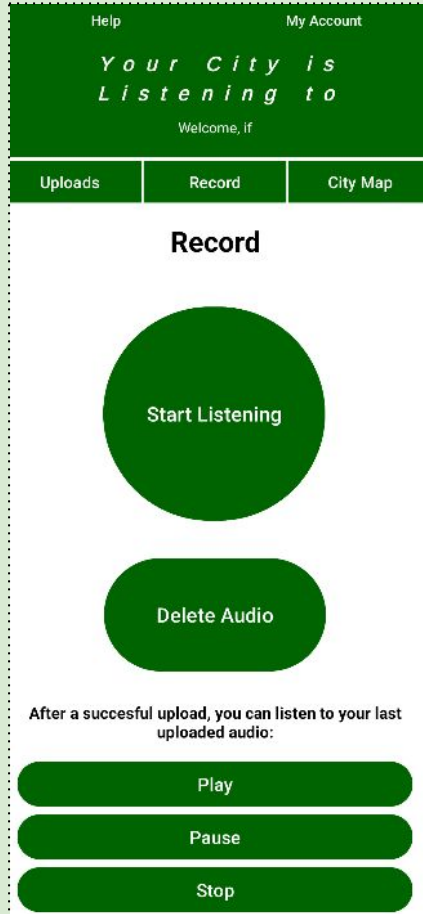 Help My Account
Your City is
Listening to
Welcome, if
Uploads Record City Map
Record
Start Listening
Delete Audio
After a succesful upload, you can listen to your last
uploaded audio:
Play
Pause
Stop